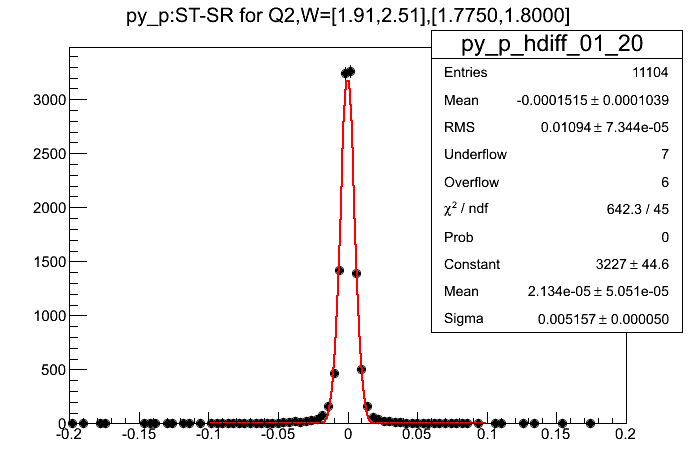 py_p:ST-SR for Q2,W=[1.91,2.51],[1.7750,1.8000]
py_p_hdiff_01_20
Entries 11104
Mean -0.0001515 ± 0.0001039
RMS 0.01094 ± 7.344e-05
Underflow 7
Overflow 6
χ² / ndf 642.3 / 45
Prob 0
Constant 3227 ± 44.6
Mean 2.134e-05 ± 5.051e-05
Sigma 0.005157 ± 0.000050
3000
2500
2000
1500
1000
500
0
-0.2 -0.15 -0.1 -0.05 0 0.05 0.1 0.15 0.2